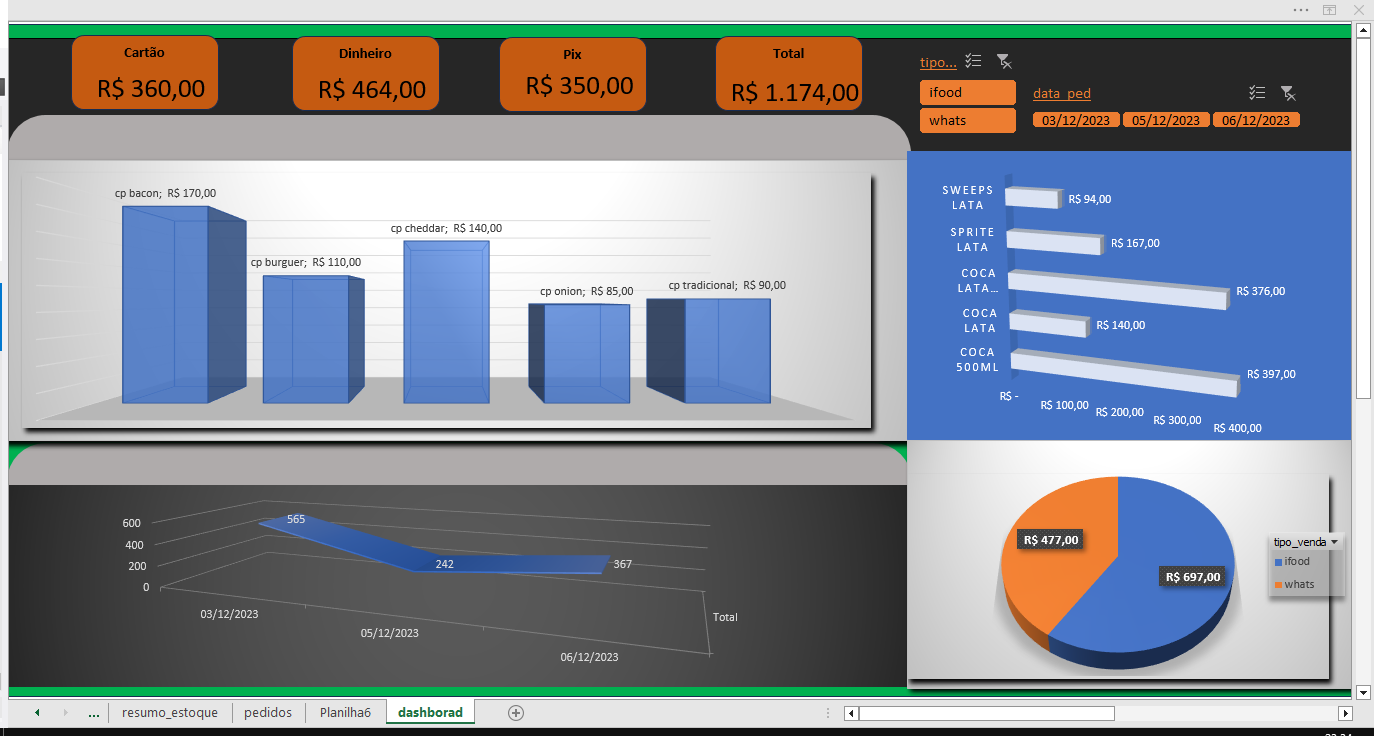 Cartão
R$ 360,00
Dinheiro
R$ 464,00
Pix
R$ 350,00
Total
R$ 1.174,00
tipo...
ifood
whats
data_ped
03/12/2023
05/12/2023
06/12/2023
cp bacon; R$ 170,00
cp burguer; R$ 110,00
cp cheddar; R$ 140,00
cp onion; R$ 85,00
cp tradicional; R$ 90,00
SWEEPS
LATA
R$ 94,00
SPRITE
LATA
R$ 167,00
COCA
LATA...
R$ 376,00
COCA
LATA
R$ 140,00
COCA
500ML
R$ 397,00
R$ -
R$ 100,00
R$ 200,00
R$ 300,00
R$ 400,00
600
400
200
0
565
242
367
03/12/2023
05/12/2023
06/12/2023
Total
R$ 477,00
R$ 697,00
tipo_venda
ifood
whats
...
resumo_estoque
pedidos
Planilha6
dashborad